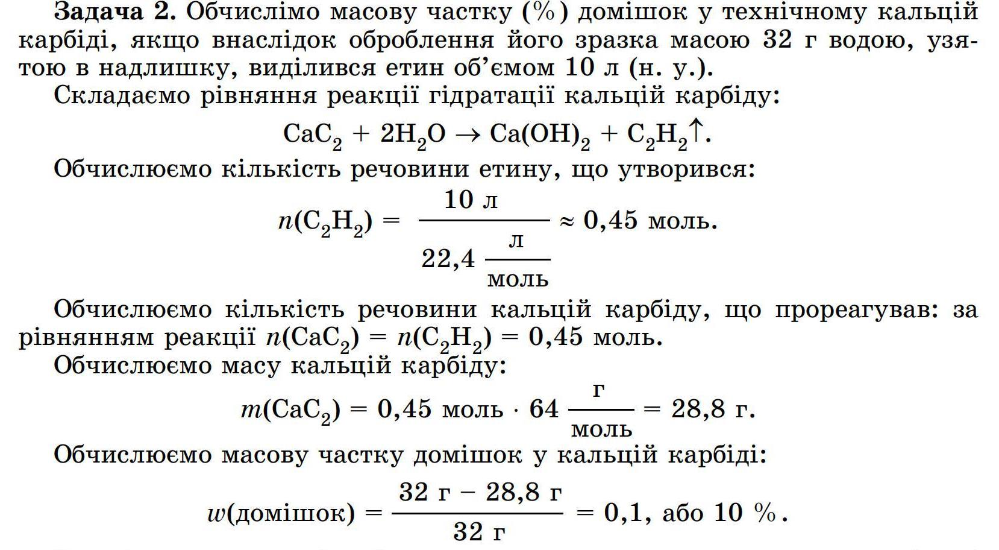 Задача 2. Обчислімо масову частку (%) домішок у технічному кальцій
карбіді, якщо внаслідок оброблення його зразка масою 32 г водою, узя-
тою в надлишку, виділився етин об’ємом 10 л (н. у.).
Складаємо рівняння реакції гідратації кальцій карбіду:
CaC₂ + 2H₂O → Ca(OH)₂ + C₂H₂↑.
Обчислюємо кількість речовини етину, що утворився:
10 л
n(C₂H₂) = ≈ 0,45 моль.
л
22,4
моль
Обчислюємо кількість речовини кальцій карбіду, що прореагував: за
рівнянням реакції n(CaC₂) = n(C₂H₂) = 0,45 моль.
Обчислюємо масу кальцій карбіду:
г
m(CaC₂) = 0,45 моль · 64 = 28,8 г.
моль
Обчислюємо масову частку домішок у кальцій карбіді:
32 г – 28,8 г
w(домішок) = = 0,1, або 10 %.
32 г